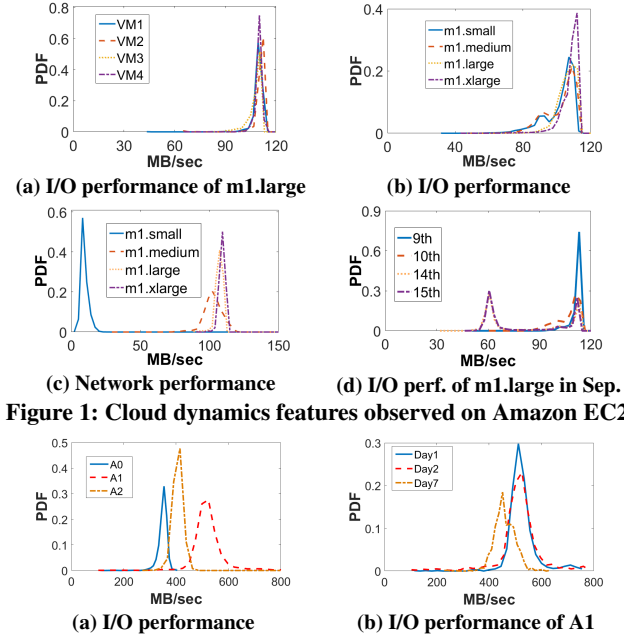 PDF
0.8
0.6
0.4
0.2
0
VM1
VM2
VM3
VM4
0 30 60 90 120
MB/sec
(a) I/O performance of m1.large
PDF
0.4
0.2
0
m1.small
m1.medium
m1.large
m1.xlarge
0 40 80 120
MB/sec
(b) I/O performance
PDF
0.6
0.4
0.2
0
m1.small
m1.medium
m1.large
m1.xlarge
0 50 100 150
MB/sec
(c) Network performance
PDF
0.9
0.6
0.3
0
9th
10th
14th
15th
0 30 60 90 120
MB/sec
(d) I/O perf. of m1.large in Sep.
Figure 1: Cloud dynamics features observed on Amazon EC2
PDF
0.5
0.4
0.3
0.2
0.1
0
A0
A1
A2
0 200 400 600 800
MB/sec
(a) I/O performance
PDF
0.3
0.2
0.1
0
Day1
Day2
Day7
0 200 400 600 800
MB/sec
(b) I/O performance of A1